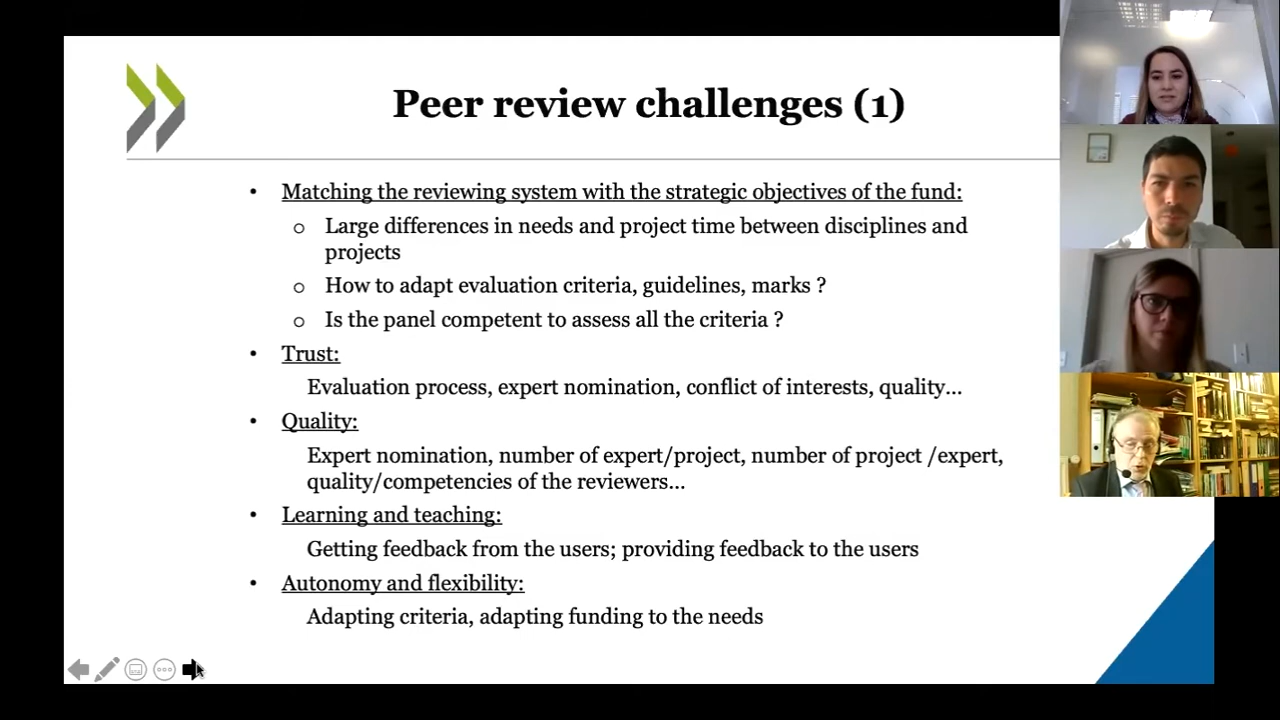 Peer review challenges (1)
• Matching the reviewing system with the strategic objectives of the fund:
o Large differences in needs and project time between disciplines and
projects
o How to adapt evaluation criteria, guidelines, marks ?
o Is the panel competent to assess all the criteria ?
• Trust:
Evaluation process, expert nomination, conflict of interests, quality…
• Quality:
Expert nomination, number of expert/project, number of project /expert,
quality/competencies of the reviewers…
• Learning and teaching:
Getting feedback from the users; providing feedback to the users
• Autonomy and flexibility:
Adapting criteria, adapting funding to the needs